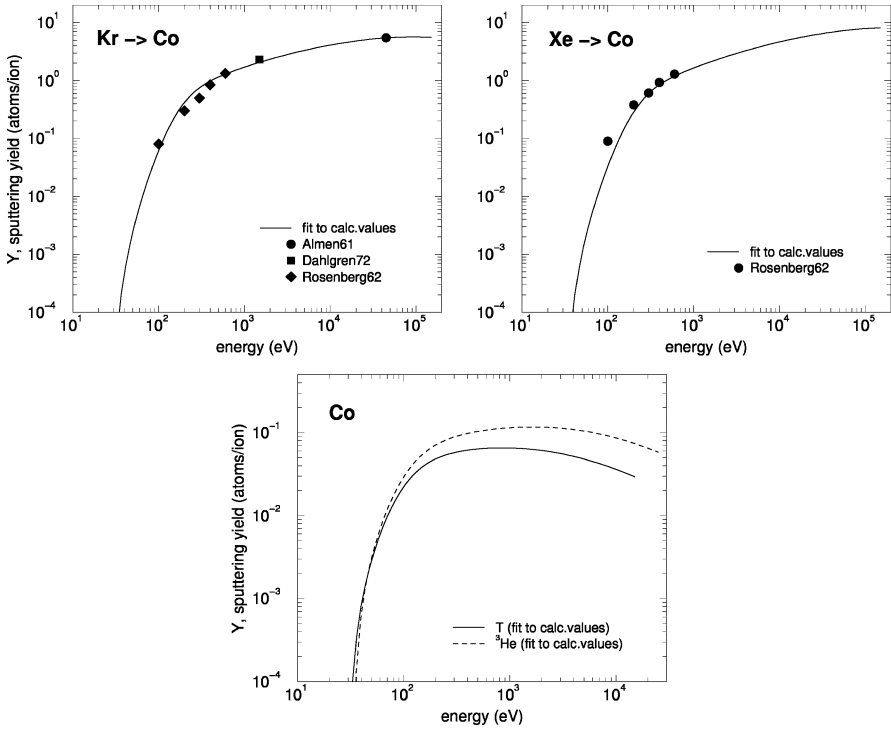 Kr −> Co
Y, sputtering yield (atoms/ion)
10^1
10^0
10^-1
10^-2
10^-3
10^-4
fit to calc.values
Almen61
Dahlgren72
Rosenberg62
10^1 10^2 10^3 10^4 10^5
energy (eV)
Xe −> Co
10^1
10^0
10^-1
10^-2
10^-3
10^-4
fit to calc.values
Rosenberg62
10^1 10^2 10^3 10^4 10^5
energy (eV)
Co
Y, sputtering yield (atoms/ion)
10^-1
10^-2
10^-3
10^-4
T (fit to calc.values)
^3He (fit to calc.values)
10^1 10^2 10^3 10^4
energy (eV)